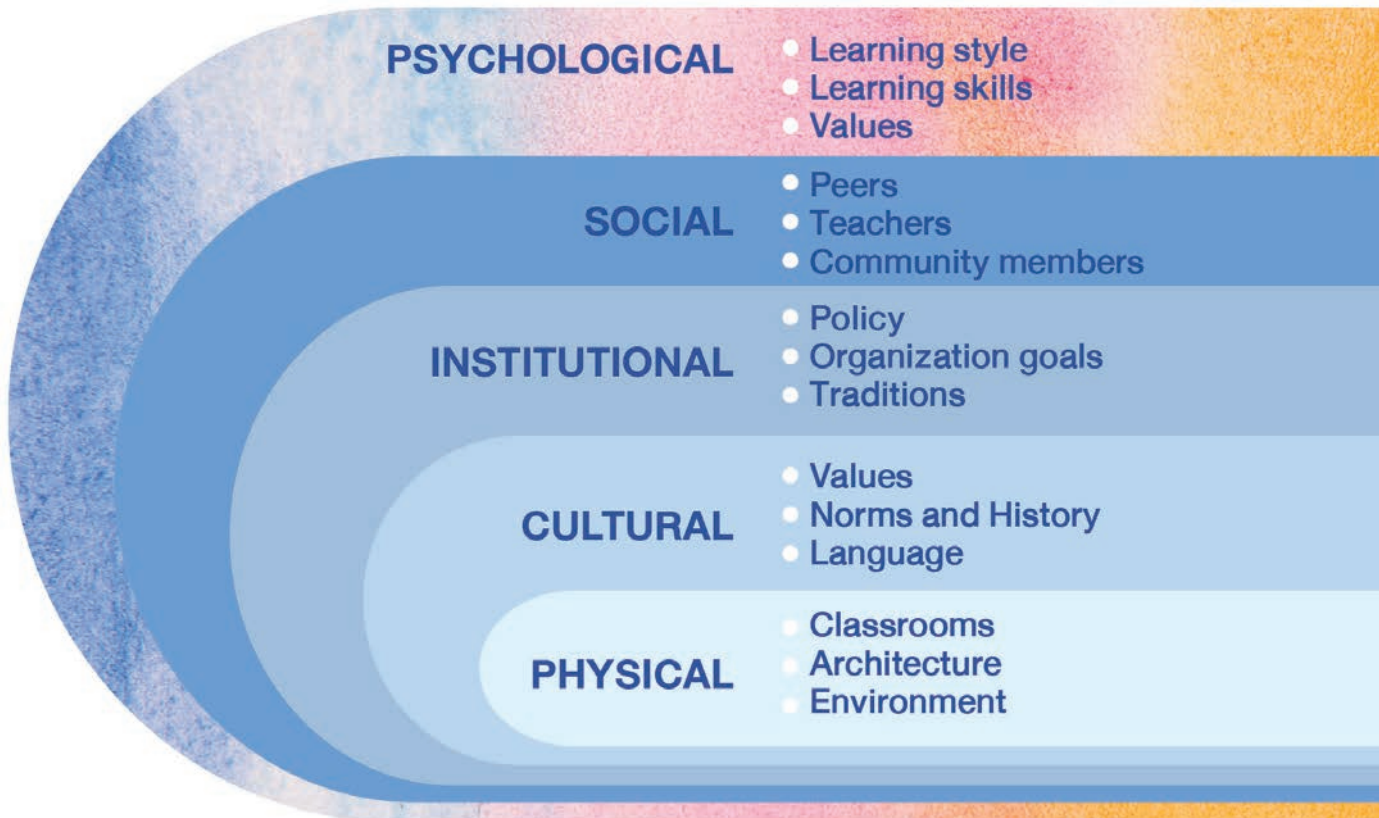 PSYCHOLOGICAL
Learning style
Learning skills
Values
SOCIAL
Peers
Teachers
Community members
INSTITUTIONAL
Policy
Organization goals
Traditions
CULTURAL
Values
Norms and History
Language
PHYSICAL
Classrooms
Architecture
Environment